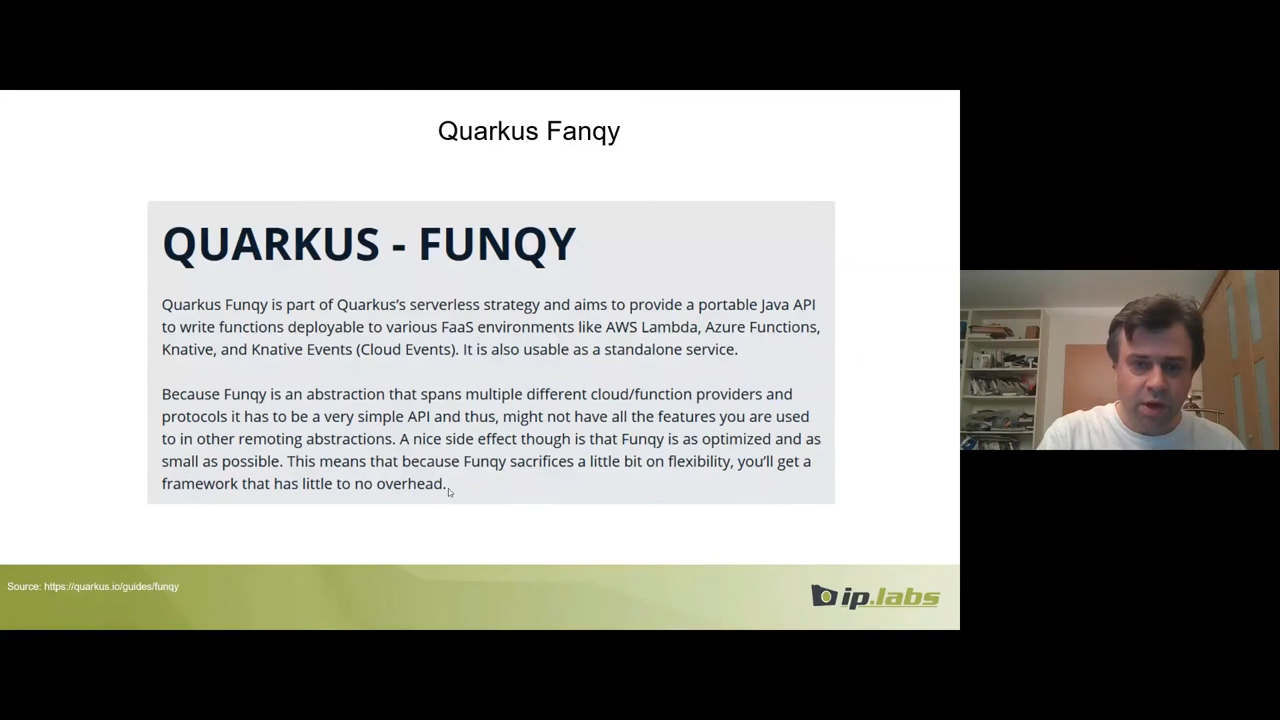 Quarkus Fanqy
QUARKUS - FUNQY
Quarkus Funqy is part of Quarkus's serverless strategy and aims to provide a portable Java API
to write functions deployable to various FaaS environments like AWS Lambda, Azure Functions,
Knative, and Knative Events (Cloud Events). It is also usable as a standalone service.
Because Funqy is an abstraction that spans multiple different cloud/function providers and
protocols it has to be a very simple API and thus, might not have all the features you are used
to in other remoting abstractions. A nice side effect though is that Funqy is as optimized and as
small as possible. This means that because Funqy sacrifices a little bit on flexibility, you'll get a
framework that has little to no overhead.
Source: https://quarkus.io/guides/funqy
ip.labs